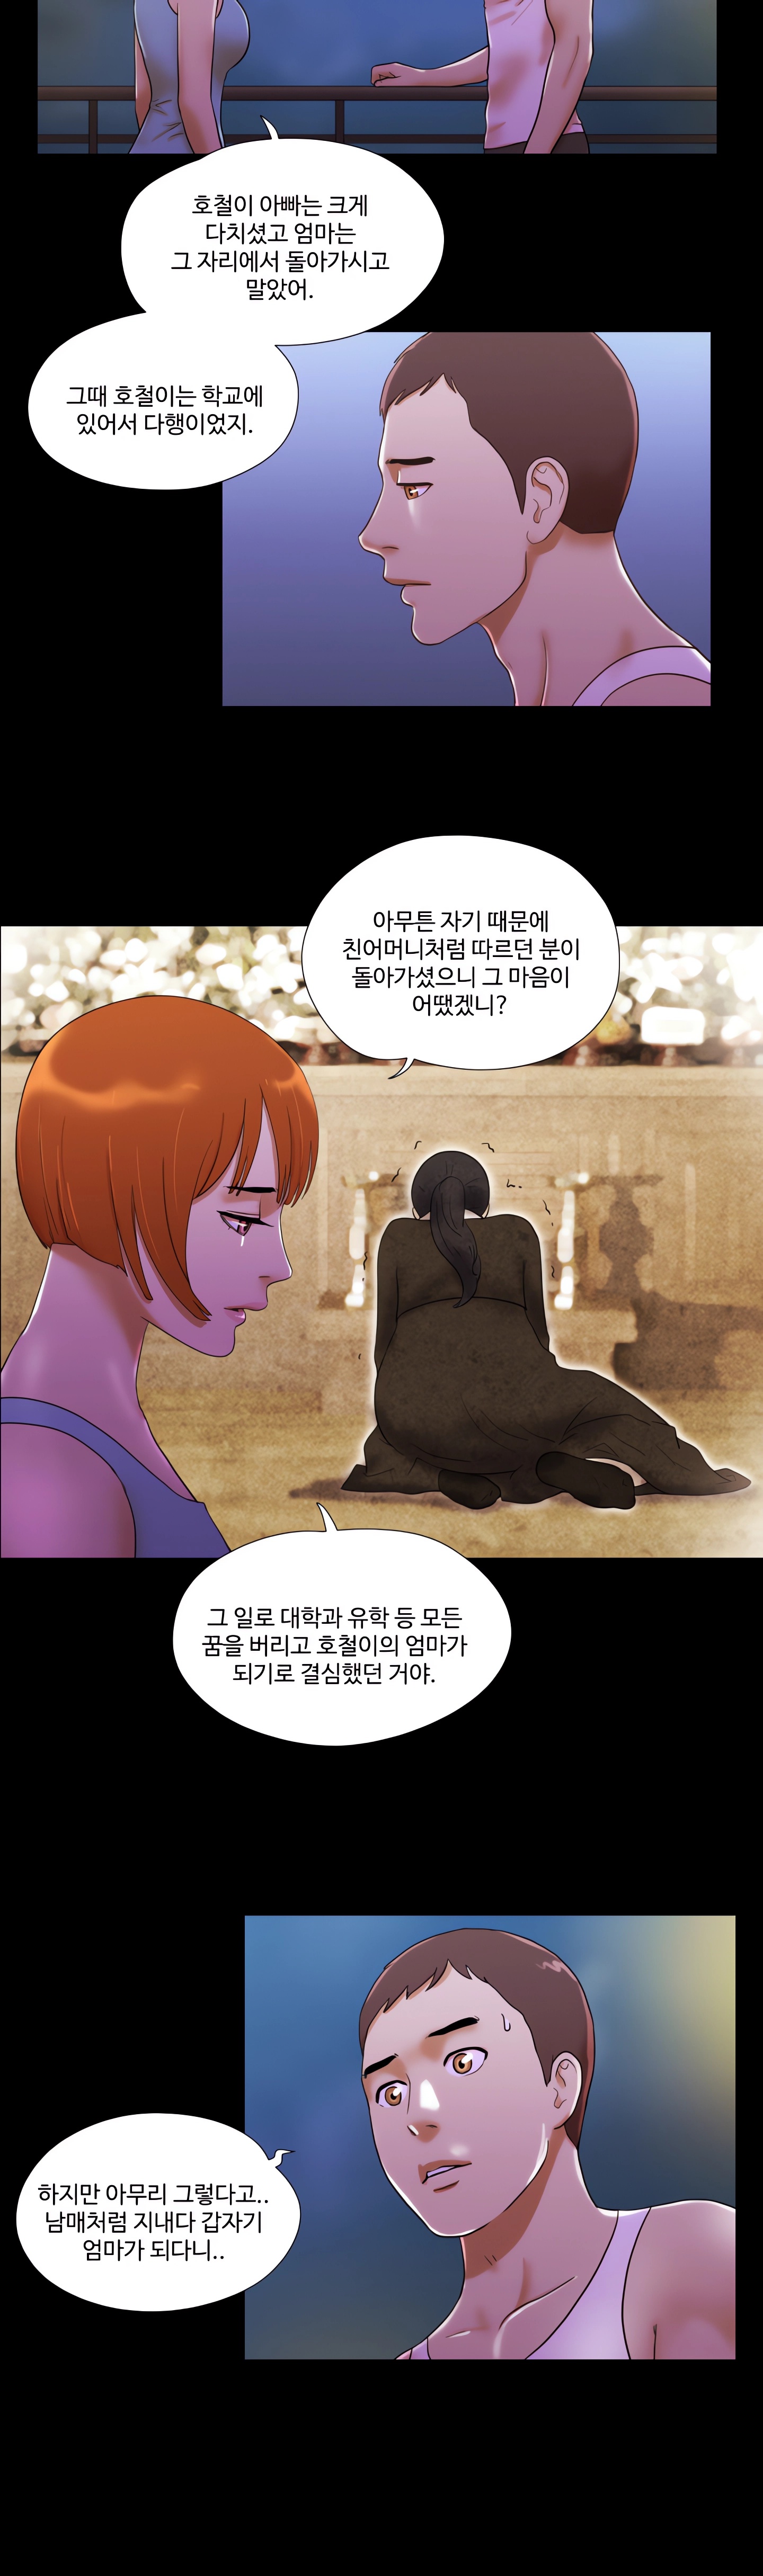 호철이 아빠는 크게
다치셨고 엄마는
그 자리에서 돌아가시고
말았어.
그때 호철이는 학교에
있어서 다행이었지.
아무튼 자기 때문에
친어머니처럼 따르던 분이
돌아가셨으니 그 마음이
어땠겠니?
그 일로 대학과 유학 등 모든
꿈을 버리고 호철이의 엄마가
되기로 결심했던 거야.
하지만 아무리 그렇다고..
남매처럼 지내다 갑자기
엄마가 되다니..